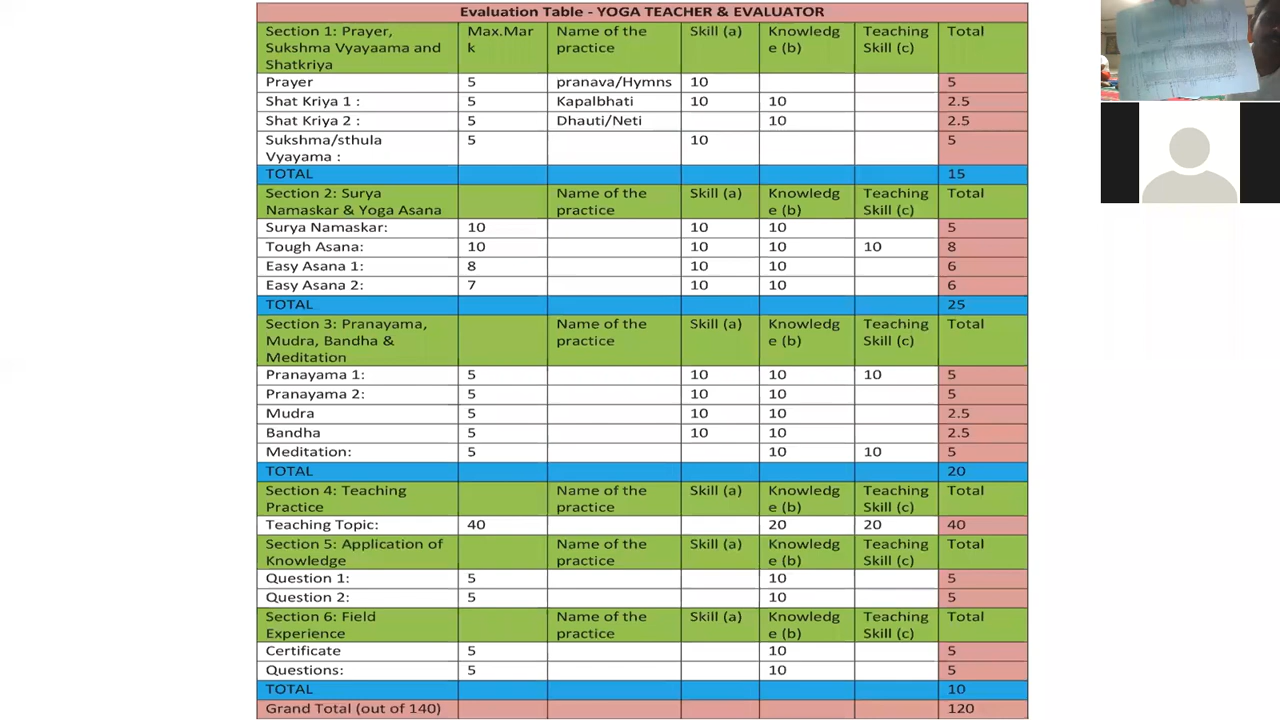 Evaluation Table - YOGA TEACHER & EVALUATOR
Section 1: Prayer, Sukshma Vyayaama and Shatkriya Max.Mark Name of the practice Skill (a) Knowledge (b) Teaching Skill (c) Total
Prayer 5 pranava/Hymns 10 5
Shat Kriya 1 : 5 Kapalbhati 10 10 2.5
Shat Kriya 2 : 5 Dhauti/Neti 10 2.5
Sukshma/sthula Vyayama : 5 10 5
TOTAL 15
Section 2: Surya Namaskar & Yoga Asana Name of the practice Skill (a) Knowledge (b) Teaching Skill (c) Total
Surya Namaskar: 10 10 10 5
Tough Asana: 10 10 10 10 8
Easy Asana 1: 8 10 10 6
Easy Asana 2: 7 10 10 6
TOTAL 25
Section 3: Pranayama, Mudra, Bandha & Meditation Name of the practice Skill (a) Knowledge (b) Teaching Skill (c) Total
Pranayama 1: 5 10 10 10 5
Pranayama 2: 5 10 10 5
Mudra 5 10 10 2.5
Bandha 5 10 10 2.5
Meditation: 5 10 10 5
TOTAL 20
Section 4: Teaching Practice Name of the practice Skill (a) Knowledge (b) Teaching Skill (c) Total
Teaching Topic: 40 20 20 40
Section 5: Application of Knowledge Name of the practice Skill (a) Knowledge (b) Teaching Skill (c) Total
Question 1: 5 10 5
Question 2: 5 10 5
Section 6: Field Experience Name of the practice Skill (a) Knowledge (b) Teaching Skill (c) Total
Certificate 5 10 5
Questions: 5 10 5
TOTAL 10
Grand Total (out of 140) 120